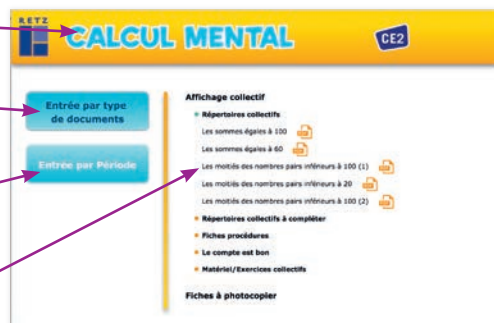 RETZ
CALCUL MENTAL
CE2
Entrée par type
de documents
Entrée par Période
Affichage collectif
Répertoires collectifs
Les sommes égales à 100
Les sommes égales à 60
Les moitiés des nombres pairs inférieurs à 100 (1)
Les moitiés des nombres pairs inférieurs à 20
Les moitiés des nombres pairs inférieurs à 100 (2)
Répertoires collectifs à compléter
Fiches procédures
Le compte est bon
Matériel/Exercices collectifs
Fiches à photocopier